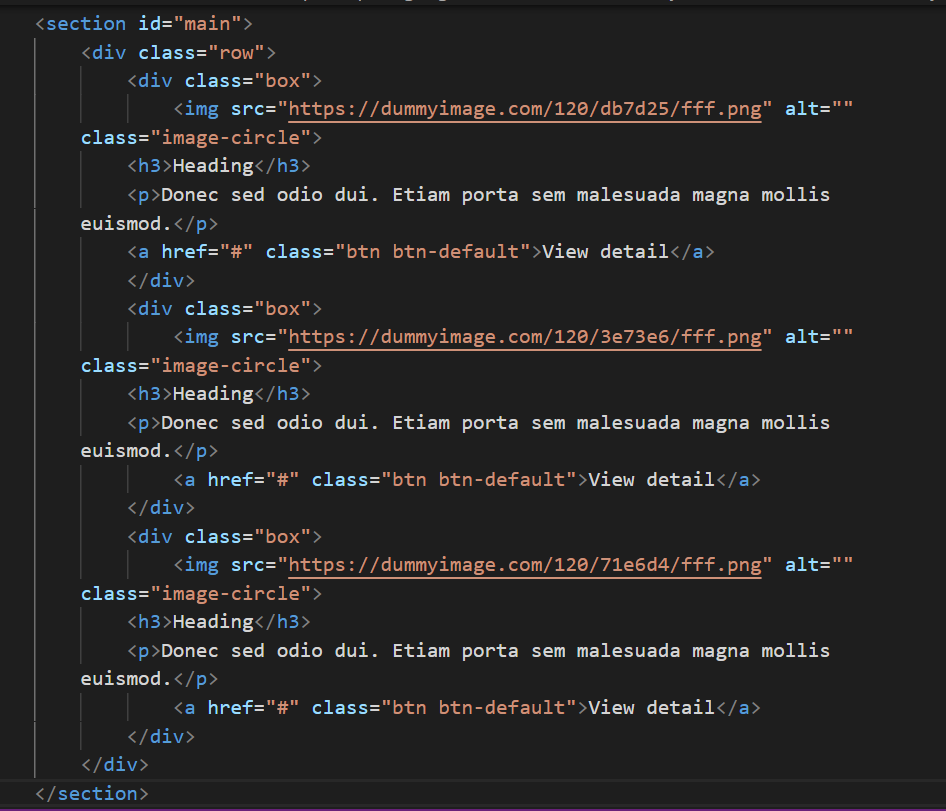 <section id="main">
<div class="row">
<div class="box">
<img src="https://dummyimage.com/120/db7d25/fff.png" alt=""
class="image-circle">
<h3>Heading</h3>
<p>Donec sed odio dui. Etiam porta sem malesuada magna mollis
euismod.</p>
<a href="#" class="btn btn-default">View detail</a>
</div>
<div class="box">
<img src="https://dummyimage.com/120/3e73e6/fff.png" alt=""
class="image-circle">
<h3>Heading</h3>
<p>Donec sed odio dui. Etiam porta sem malesuada magna mollis
euismod.</p>
<a href="#" class="btn btn-default">View detail</a>
</div>
<div class="box">
<img src="https://dummyimage.com/120/71e6d4/fff.png" alt=""
class="image-circle">
<h3>Heading</h3>
<p>Donec sed odio dui. Etiam porta sem malesuada magna mollis
euismod.</p>
<a href="#" class="btn btn-default">View detail</a>
</div>
</div>
</section>